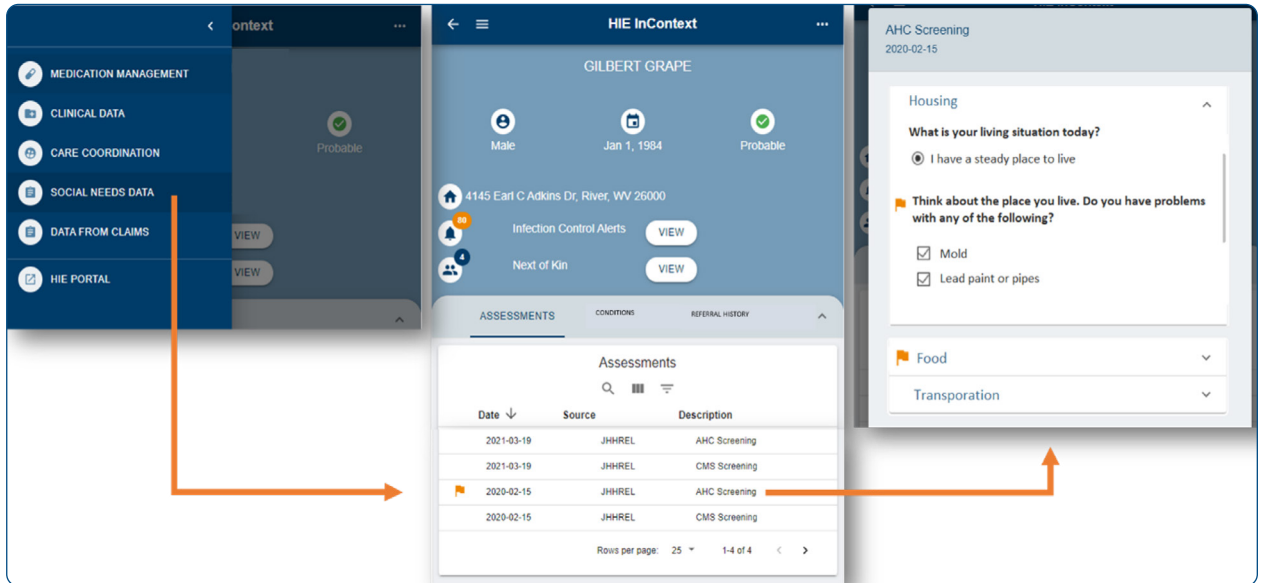 ontext
MEDICATION MANAGEMENT
CLINICAL DATA
CARE COORDINATION
SOCIAL NEEDS DATA
DATA FROM CLAIMS
HIE PORTAL
Probable
VIEW
VIEW
HIE InContext
GILBERT GRAPE
Male Jan 1, 1984 Probable
4145 Earl C Adkins Dr, River, WV 26000
Infection Control Alerts VIEW
4
Next of Kin VIEW
ASSESSMENTS CONDITIONS REFERRAL HISTORY
Assessments
Date Source Description
2021-03-19 JHHREL AHC Screening
2021-03-19 JHHREL CMS Screening
2020-02-15 JHHREL AHC Screening
2020-02-15 JHHREL CMS Screening
Rows per page: 25 1-4 of 4
AHC Screening
2020-02-15
Housing
What is your living situation today?
I have a steady place to live
Think about the place you live. Do you have problems
with any of the following?
Mold
Lead paint or pipes
Food
Transporation